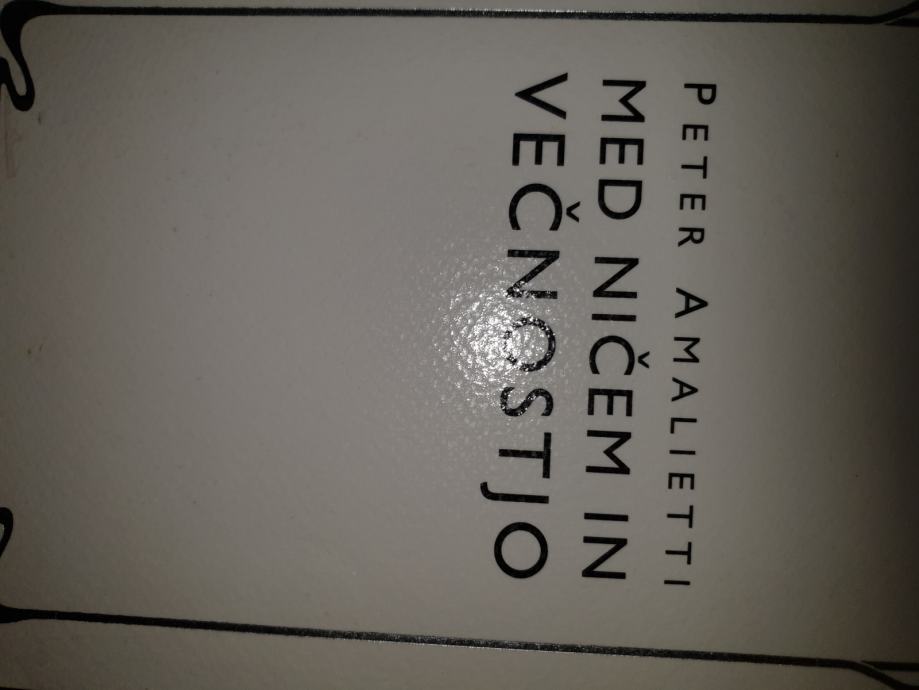 PETER AMALIETTI
MED NIČEM IN
VEČNOSTJO